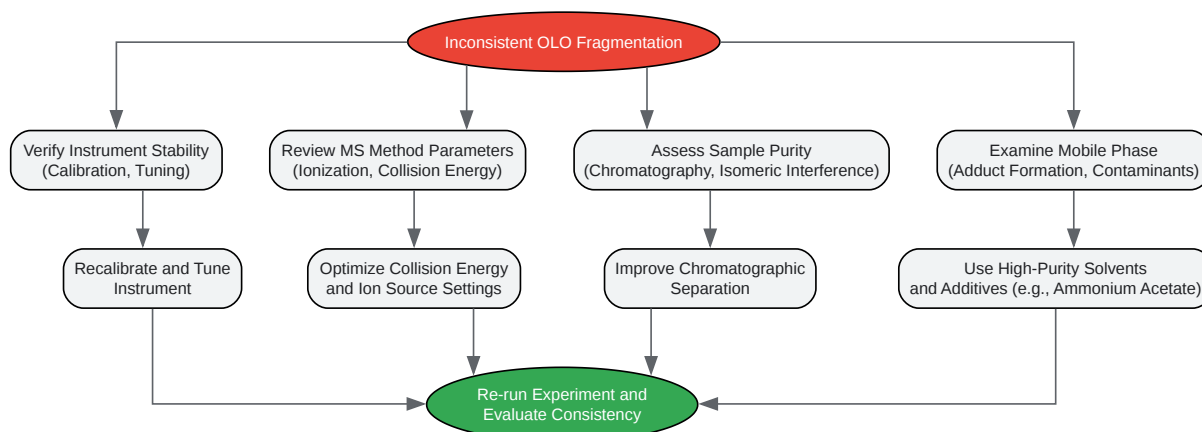 Inconsistent OLO Fragmentation
Verify Instrument Stability
(Calibration, Tuning)
Review MS Method Parameters
(Ionization, Collision Energy)
Assess Sample Purity
(Chromatography, Isomeric Interference)
Examine Mobile Phase
(Adduct Formation, Contaminants)
Recalibrate and Tune
Instrument
Optimize Collision Energy
and Ion Source Settings
Improve Chromatographic
Separation
Use High-Purity Solvents
and Additives (e.g., Ammonium Acetate)
Re-run Experiment and
Evaluate Consistency